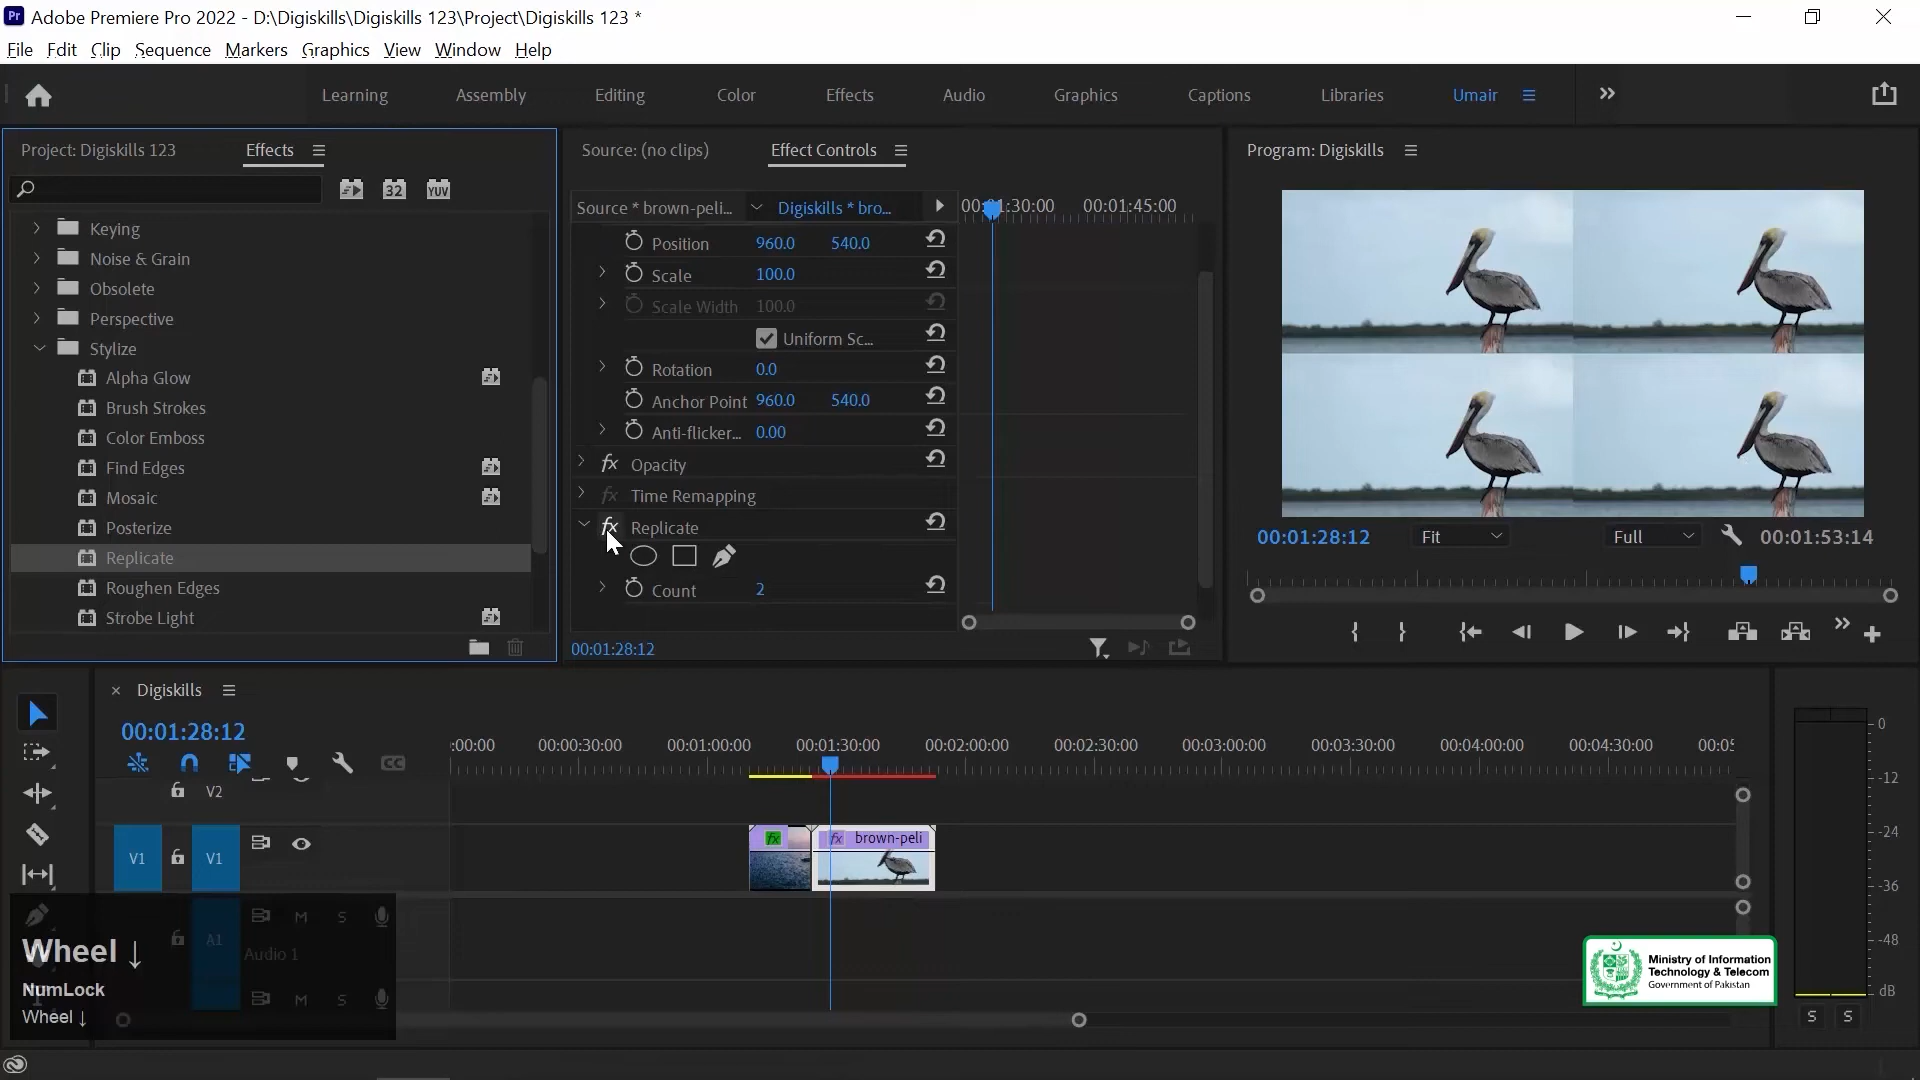 Adobe Premiere Pro 2022 - D:\Digiskills\Digiskills 123\Project\Digiskills 123 *
File Edit Clip Sequence Markers Graphics View Window Help
Learning Assembly Editing Color Effects Audio Graphics Captions Libraries Umair
Project: Digiskills 123 Effects
32 YUV
Keying
Noise & Grain
Obsolete
Perspective
Stylize
Alpha Glow
Brush Strokes
Color Emboss
Find Edges
Mosaic
Posterize
Replicate
Roughen Edges
Strobe Light
Source: (no clips) Effect Controls
Source * brown-peli... Digiskills * bro...
00:01:30:00 00:01:45:00
Position 960.0 540.0
Scale 100.0
Scale Width 100.0
Uniform Sc...
Rotation 0.0
Anchor Point 960.0 540.0
Anti-flicker... 0.00
fx Opacity
fx Time Remapping
fx Replicate
Count 2
00:01:28:12
Program: Digiskills
00:01:28:12 Fit Full 00:01:53:14
Digiskills
00:01:28:12
:00:00 00:00:30:00 00:01:00:00 00:01:30:00 00:02:00:00 00:02:30:00 00:03:00:00 00:03:30:00 00:04:00:00 00:04:30:00 00:05
CC
V2
V1 V1
fx fx brown-peli
A1 M S
Audio 1
M S
Wheel ↓
NumLock
Wheel ↓
Ministry of Information
Technology & Telecom
Government of Pakistan
0
-12
-24
-36
-48
dB
S S
Pr